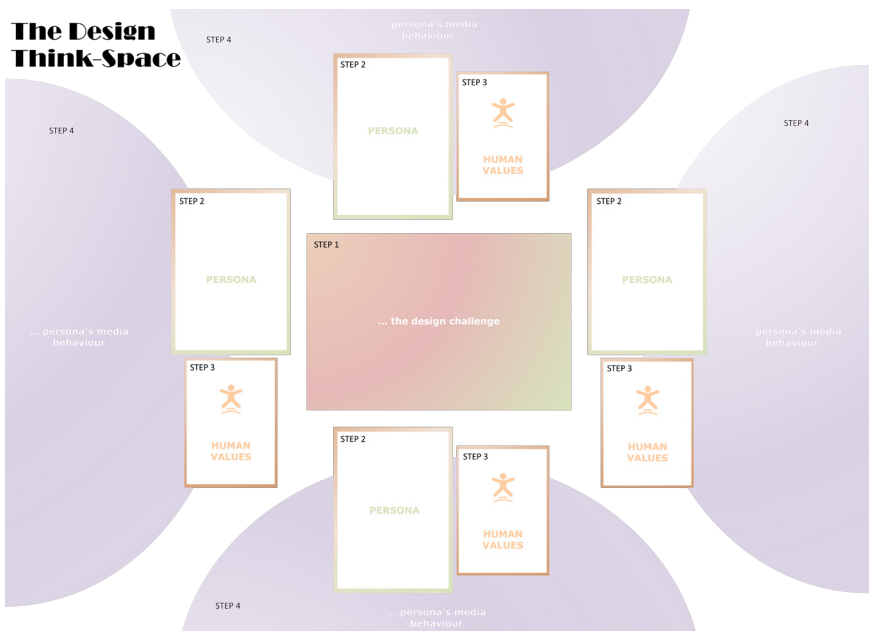 The Design
Think-Space
STEP 4
... persona's media
behaviour
STEP 2
PERSONA
STEP 3
HUMAN
VALUES
STEP 4
STEP 2
PERSONA
... persona's media
behaviour
STEP 3
HUMAN
VALUES
STEP 1
... the design challenge
STEP 4
STEP 2
PERSONA
... persona's media
behaviour
STEP 3
HUMAN
VALUES
STEP 2
PERSONA
STEP 3
HUMAN
VALUES
STEP 4
... persona's media
behaviour